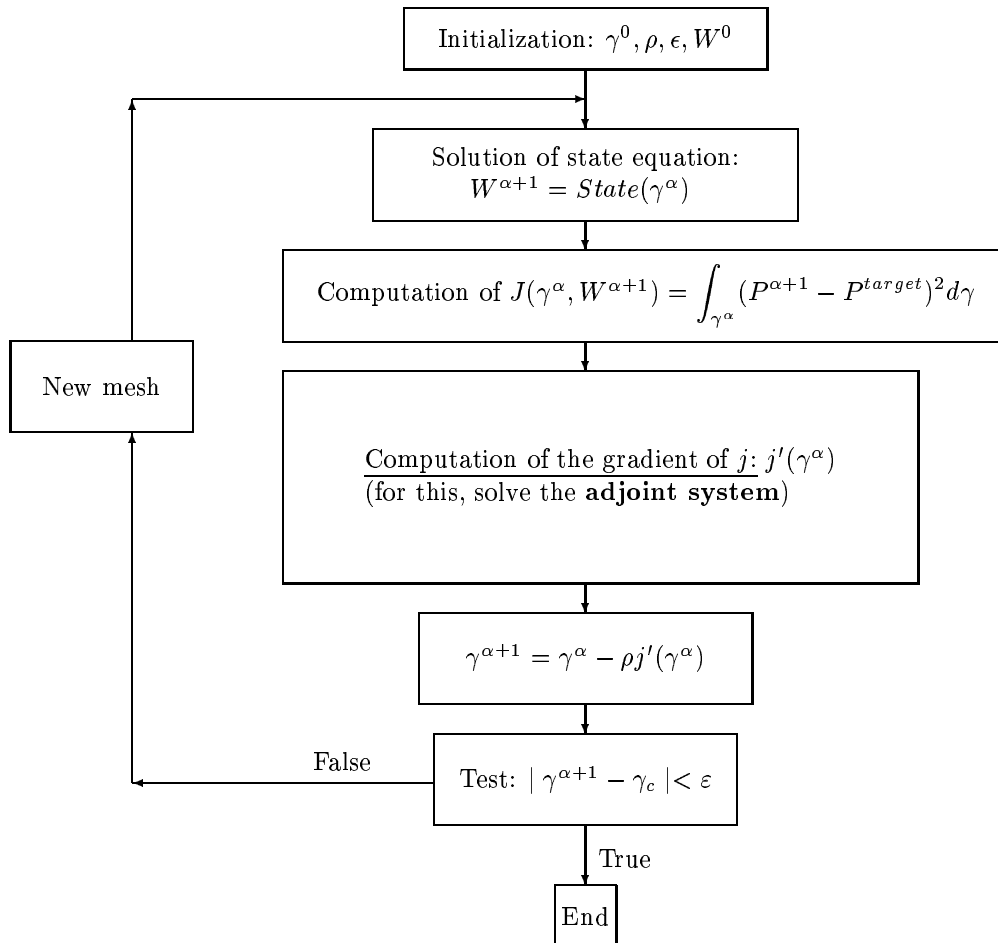 Initialization: γ⁰, ρ, ϵ, W⁰
Solution of state equation:
W^{α+1} = State(γ^α)
Computation of J(γ^α, W^{α+1}) = ∫_{γ^α} (P^{α+1} − P^{target})² dγ
New mesh
Computation of the gradient of j: j′(γ^α)
(for this, solve the adjoint system)
γ^{α+1} = γ^α − ρj′(γ^α)
False
Test: | γ^{α+1} − γ_c |< ε
True
End